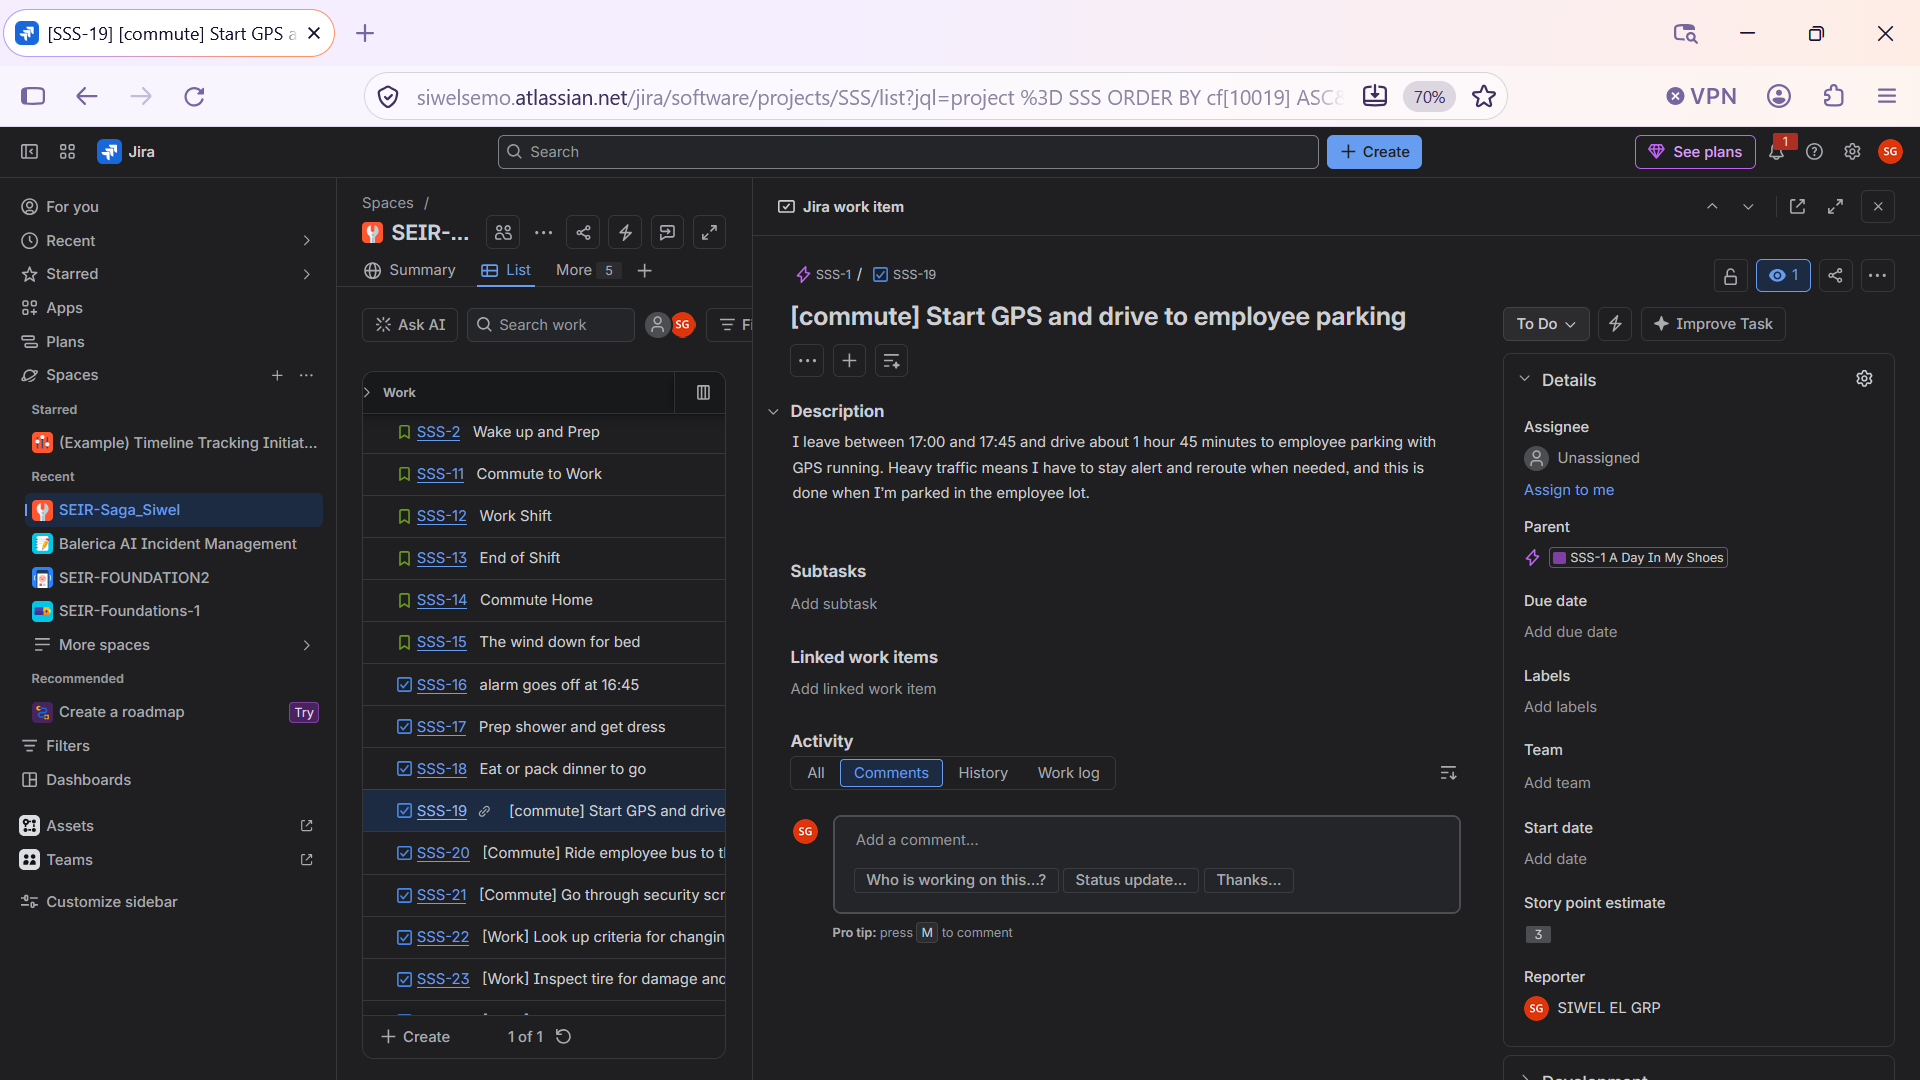 [SSS-19] [commute] Start GPS a
siwelsemo.atlassian.net/jira/software/projects/SSS/list?jql=project %3D SSS ORDER BY cf[10019] ASC&
70%
VPN
Jira
Search
Create
See plans
1
SG
For you
Recent
Starred
Apps
Plans
Spaces
Starred
(Example) Timeline Tracking Initiat...
Recent
SEIR-Saga_Siwel
Balerica AI Incident Management
SEIR-FOUNDATION2
SEIR-Foundations-1
More spaces
Recommended
Create a roadmap
Try
Filters
Dashboards
Assets
Teams
Customize sidebar
Spaces /
SEIR-...
Summary
List
More 5
Ask AI
Search work
SG
Fi
Work
SSS-2 Wake up and Prep
SSS-11 Commute to Work
SSS-12 Work Shift
SSS-13 End of Shift
SSS-14 Commute Home
SSS-15 The wind down for bed
SSS-16 alarm goes off at 16:45
SSS-17 Prep shower and get dress
SSS-18 Eat or pack dinner to go
SSS-19 [commute] Start GPS and drive
SSS-20 [Commute] Ride employee bus to t
SSS-21 [Commute] Go through security scr
SSS-22 [Work] Look up criteria for changin
SSS-23 [Work] Inspect tire for damage and
Create
1 of 1
Jira work item
SSS-1 / SSS-19
1
[commute] Start GPS and drive to employee parking
Description
I leave between 17:00 and 17:45 and drive about 1 hour 45 minutes to employee parking with
GPS running. Heavy traffic means I have to stay alert and reroute when needed, and this is
done when I'm parked in the employee lot.
Subtasks
Add subtask
Linked work items
Add linked work item
Activity
All
Comments
History
Work log
SG
Add a comment...
Who is working on this...?
Status update...
Thanks...
Pro tip: press M to comment
To Do
Improve Task
Details
Assignee
Unassigned
Assign to me
Parent
SSS-1 A Day In My Shoes
Due date
Add due date
Labels
Add labels
Team
Add team
Start date
Add date
Story point estimate
3
Reporter
SG SIWEL EL GRP